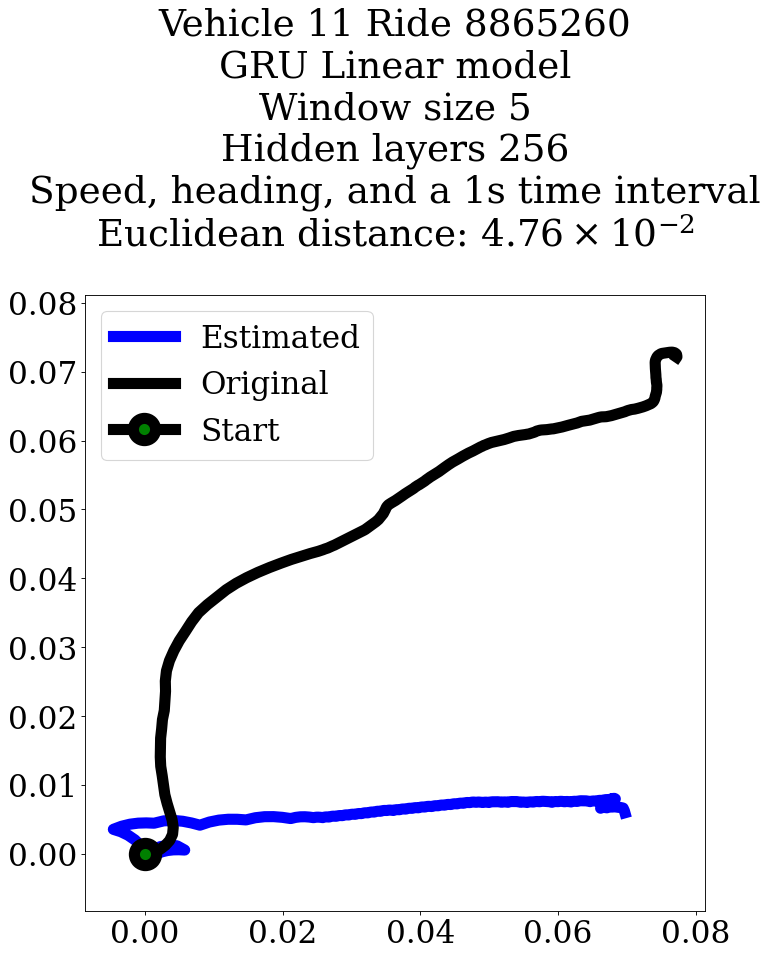 Vehicle 11 Ride 8865260
GRU Linear model
Window size 5
Hidden layers 256
Speed, heading, and a 1s time interval
Euclidean distance: 4.76 × 10⁻²
0.08
0.07
0.06
0.05
0.04
0.03
0.02
0.01
0.00
Estimated
Original
Start
0.00 0.02 0.04 0.06 0.08